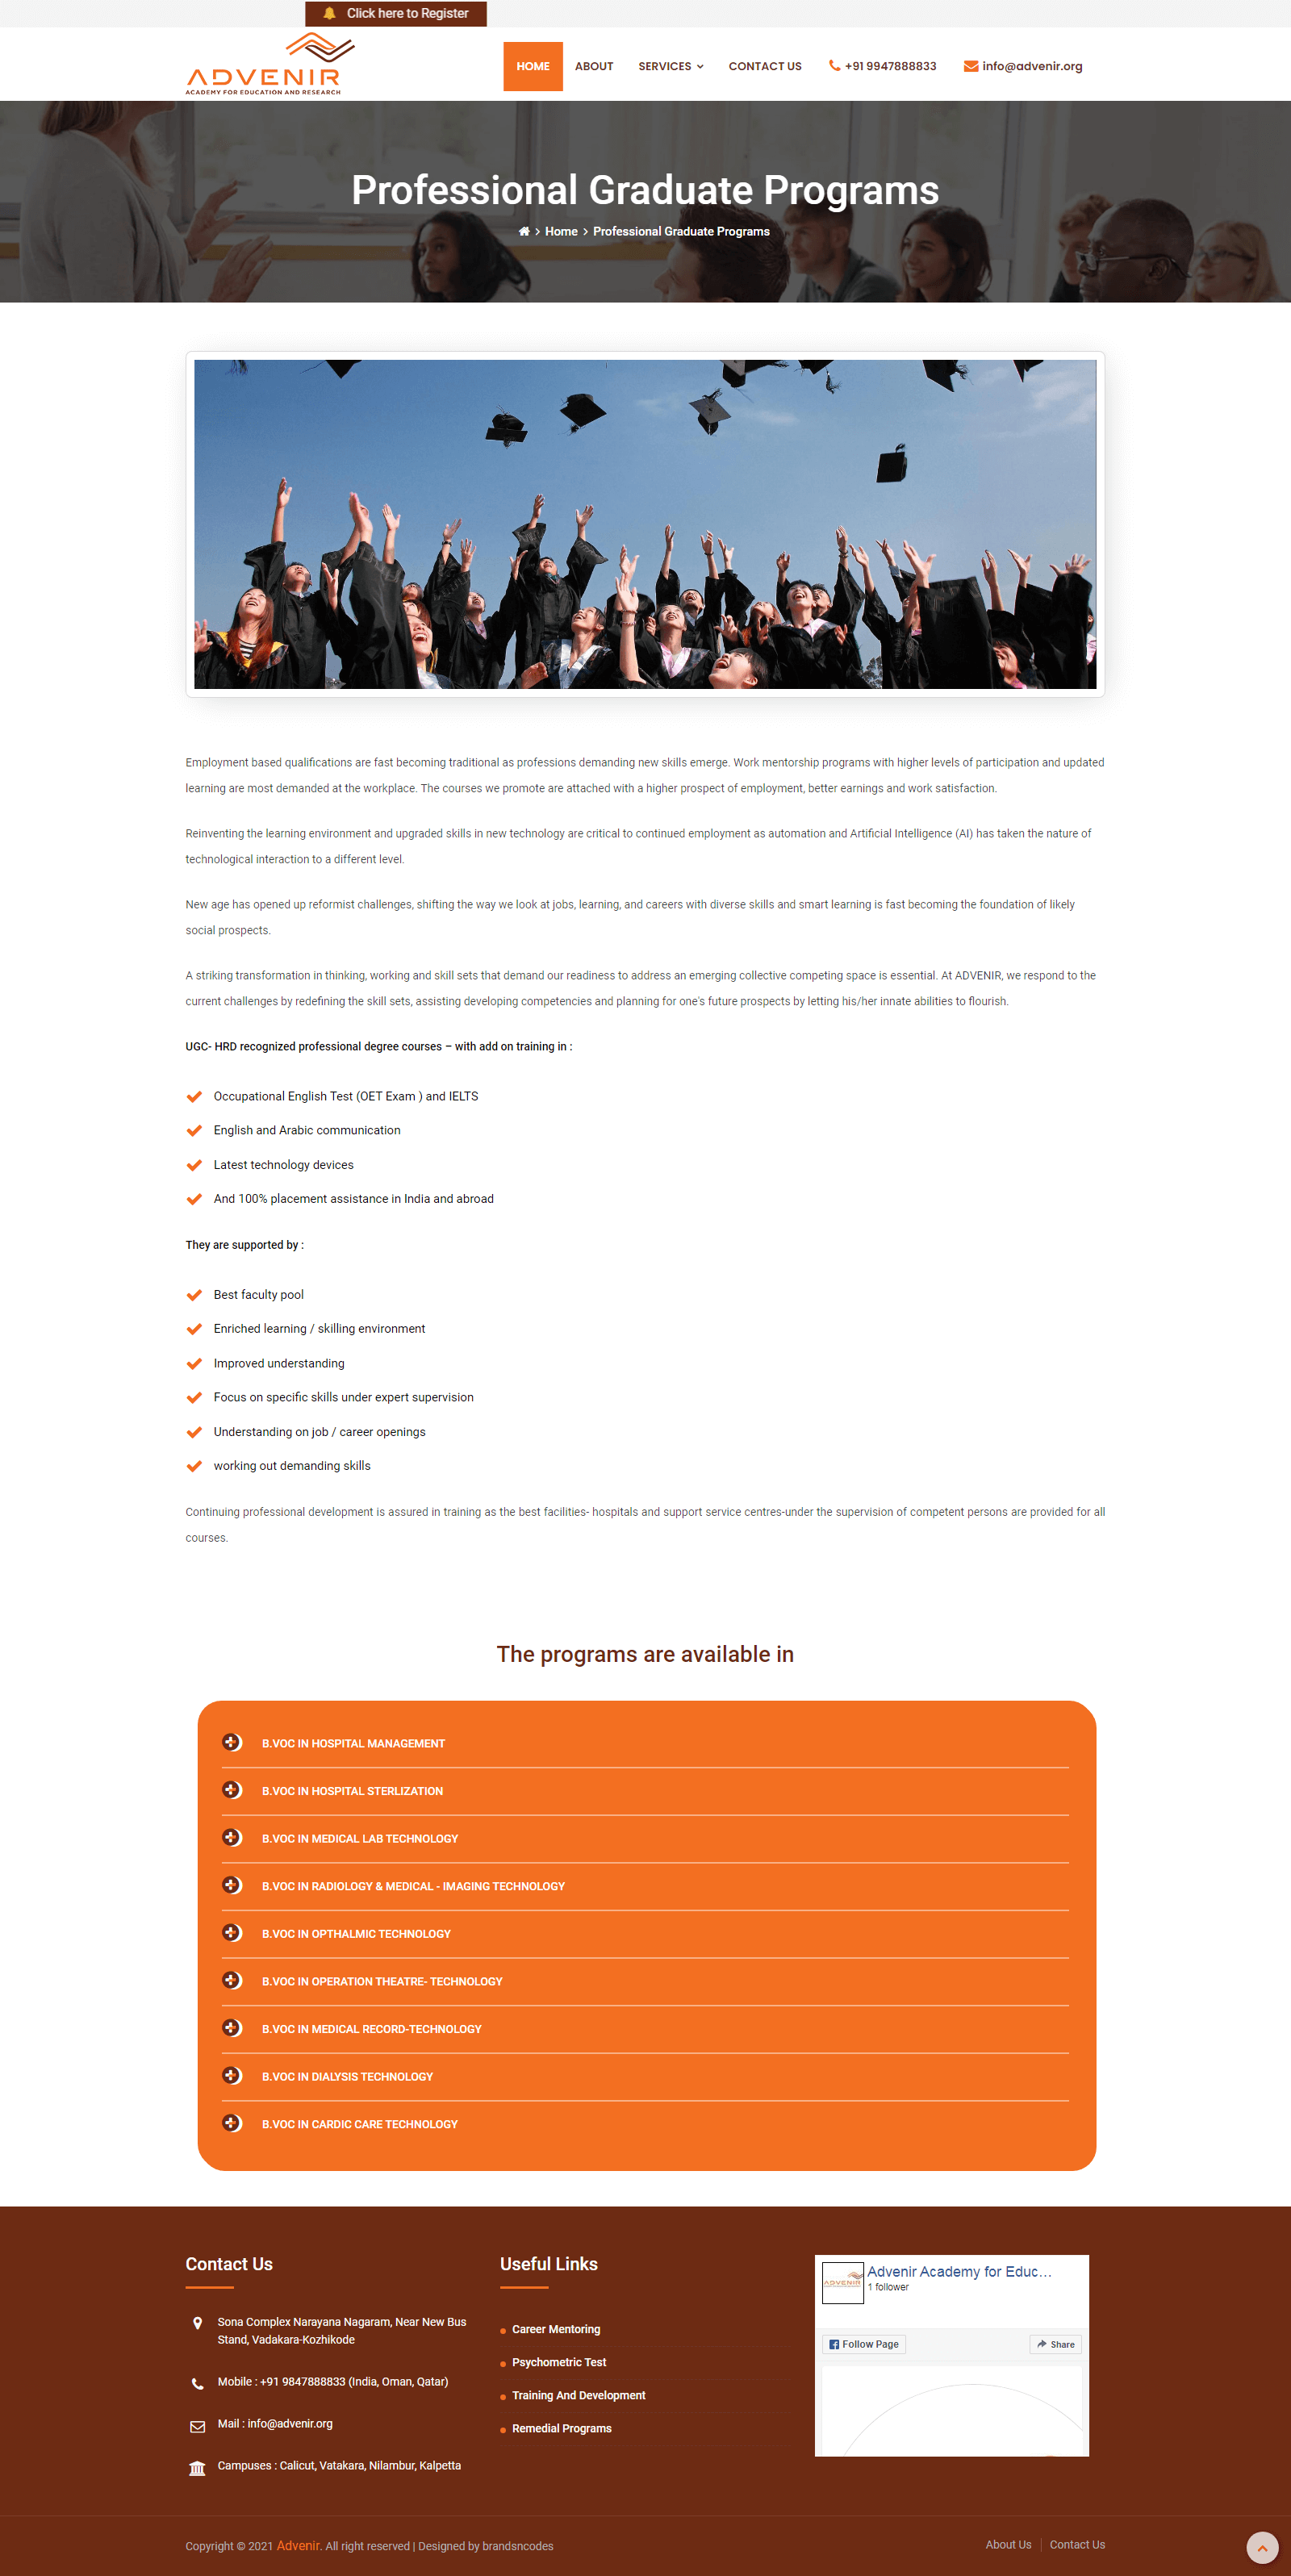 Click here to Register
ADVENIR
ACADEMY FOR EDUCATION AND RESEARCH
HOME ABOUT SERVICES CONTACT US +91 9947888833 info@advenir.org
Professional Graduate Programs
Home Professional Graduate Programs
Employment based qualifications are fast becoming traditional as professions demanding new skills emerge. Work mentorship programs with higher levels of participation and updated
learning are most demanded at the workplace. The courses we promote are attached with a higher prospect of employment, better earnings and work satisfaction.
Reinventing the learning environment and upgraded skills in new technology are critical to continued employment as automation and Artificial Intelligence (AI) has taken the nature of
technological interaction to a different level.
New age has opened up reformist challenges, shifting the way we look at jobs, learning, and careers with diverse skills and smart learning is fast becoming the foundation of likely
social prospects.
A striking transformation in thinking, working and skill sets that demand our readiness to address an emerging collective competing space is essential. At ADVENIR, we respond to the
current challenges by redefining the skill sets, assisting developing competencies and planning for one's future prospects by letting his/her innate abilities to flourish.
UGC- HRD recognized professional degree courses – with add on training in :
Occupational English Test (OET Exam ) and IELTS
English and Arabic communication
Latest technology devices
And 100% placement assistance in India and abroad
They are supported by :
Best faculty pool
Enriched learning / skilling environment
Improved understanding
Focus on specific skills under expert supervision
Understanding on job / career openings
working out demanding skills
Continuing professional development is assured in training as the best facilities- hospitals and support service centres-under the supervision of competent persons are provided for all
courses.
The programs are available in
B.VOC IN HOSPITAL MANAGEMENT
B.VOC IN HOSPITAL STERLIZATION
B.VOC IN MEDICAL LAB TECHNOLOGY
B.VOC IN RADIOLOGY & MEDICAL - IMAGING TECHNOLOGY
B.VOC IN OPTHALMIC TECHNOLOGY
B.VOC IN OPERATION THEATRE- TECHNOLOGY
B.VOC IN MEDICAL RECORD-TECHNOLOGY
B.VOC IN DIALYSIS TECHNOLOGY
B.VOC IN CARDIC CARE TECHNOLOGY
Contact Us
Sona Complex Narayana Nagaram, Near New Bus
Stand, Vadakara-Kozhikode
Mobile : +91 9847888833 (India, Oman, Qatar)
Mail : info@advenir.org
Campuses : Calicut, Vatakara, Nilambur, Kalpetta
Useful Links
Career Mentoring
Psychometric Test
Training And Development
Remedial Programs
ADVENIR
Advenir Academy for Educ...
1 follower
Follow Page Share
Copyright © 2021 Advenir. All right reserved | Designed by brandsncodes
About Us Contact Us